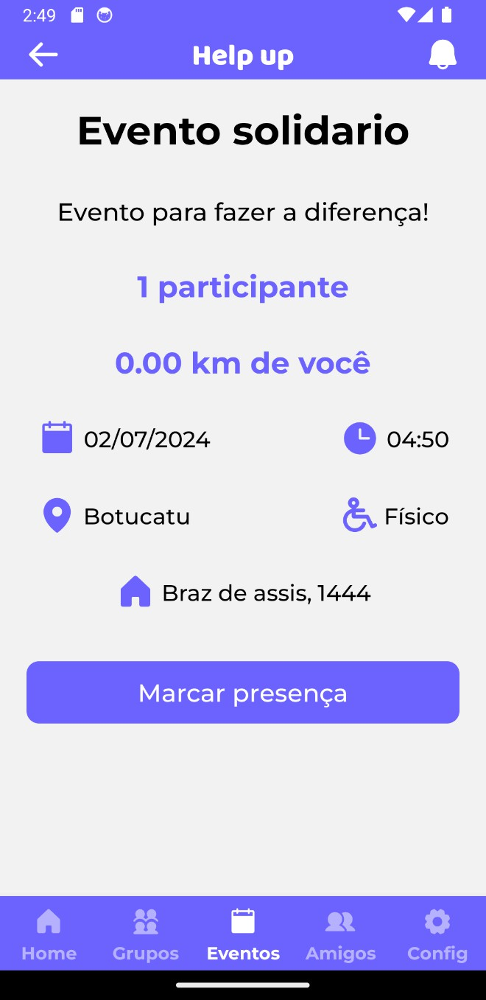 2:49
Help up
Evento solidario
Evento para fazer a diferença!
1 participante
0.00 km de você
02/07/2024 04:50
Botucatu Físico
Braz de assis, 1444
Marcar presença
Home Grupos Eventos Amigos Config